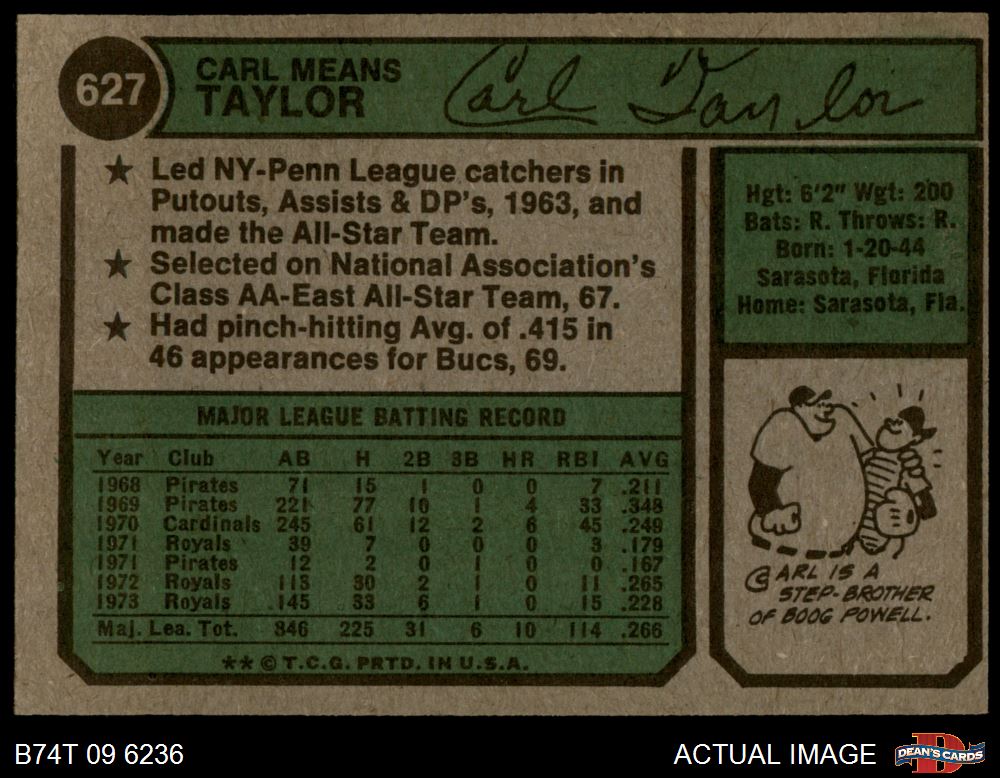 627
CARL MEANS
TAYLOR
Carl Taylor
★ Led NY-Penn League catchers in
Putouts, Assists & DP's, 1963, and
made the All-Star Team.
★ Selected on National Association's
Class AA-East All-Star Team, 67.
★ Had pinch-hitting Avg. of .415 in
46 appearances for Bucs, 69.
Hgt: 6'2" Wgt: 200
Bats: R. Throws: R.
Born: 1-20-44
Sarasota, Florida
Home: Sarasota, Fla.
MAJOR LEAGUE BATTING RECORD
Year Club AB H 2B 3B HR RBI AVG
1968 Pirates 71 15 1 0 0 7 .211
1969 Pirates 221 77 10 1 4 33 .348
1970 Cardinals 245 61 12 2 6 45 .249
1971 Royals 39 7 0 0 0 3 .179
1971 Pirates 12 2 0 1 0 0 .167
1972 Royals 113 30 2 1 0 11 .265
1973 Royals 145 33 6 1 0 15 .228
Maj. Lea. Tot. 846 225 31 6 10 114 .266
** © T.C.G. PRTD. IN U.S.A.
CARL IS A
STEP-BROTHER
OF BOOG POWELL.
B74T 09 6236
ACTUAL IMAGE
DEAN'S CARDS